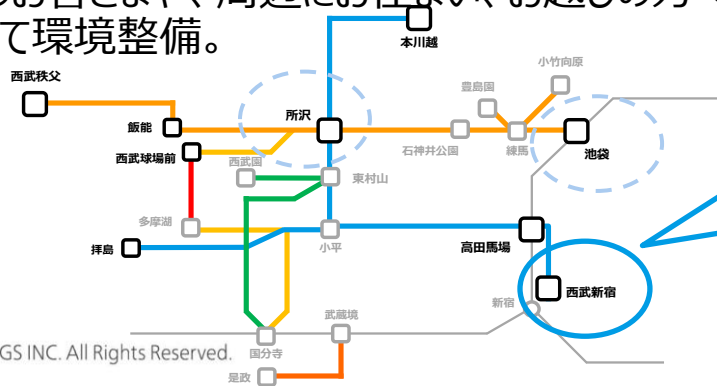 て環境整備。
本川越
小竹向原
西武秩父
豊島園
所沢
飯能
西武球場前
西武園
石神井公園
練馬
池袋
東村山
多摩湖
拝島
小平
高田馬場
西武新宿
新宿
武蔵境
GS INC. All Rights Reserved.
国分寺
是政